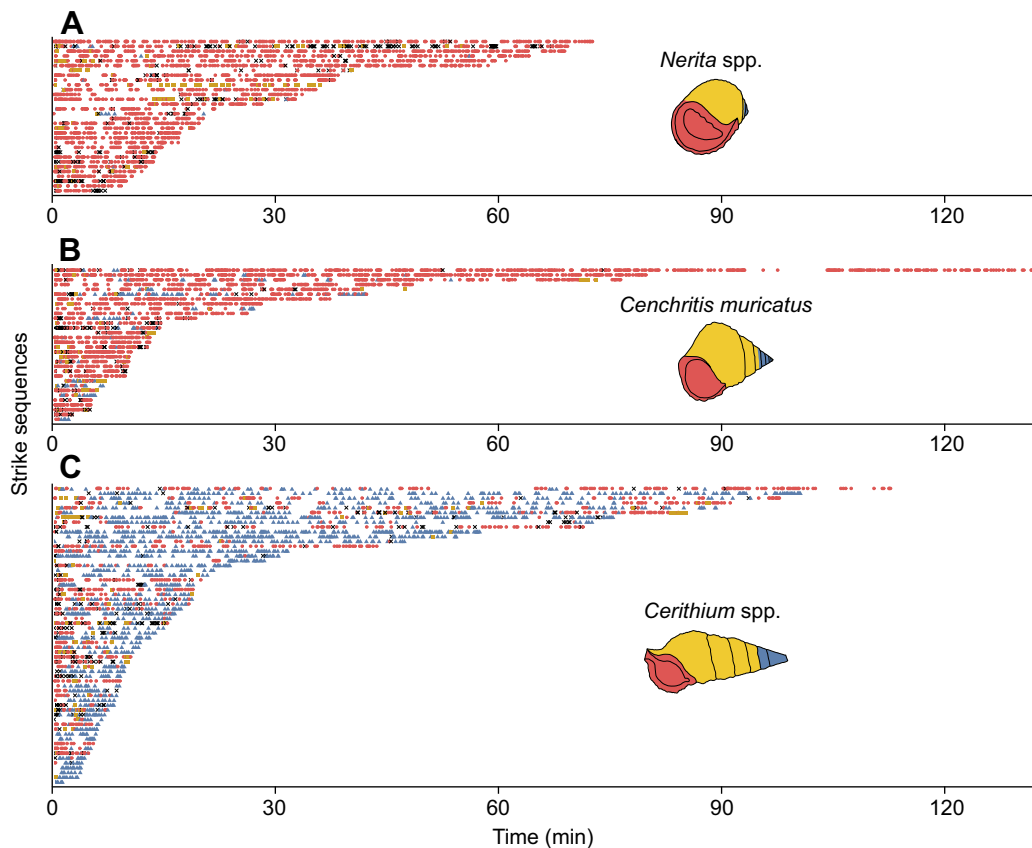 A
Nerita spp.
0 30 60 90 120
B
Cenchritis muricatus
0 30 60 90 120
Strike sequences
C
Cerithium spp.
0 30 60 90 120
Time (min)